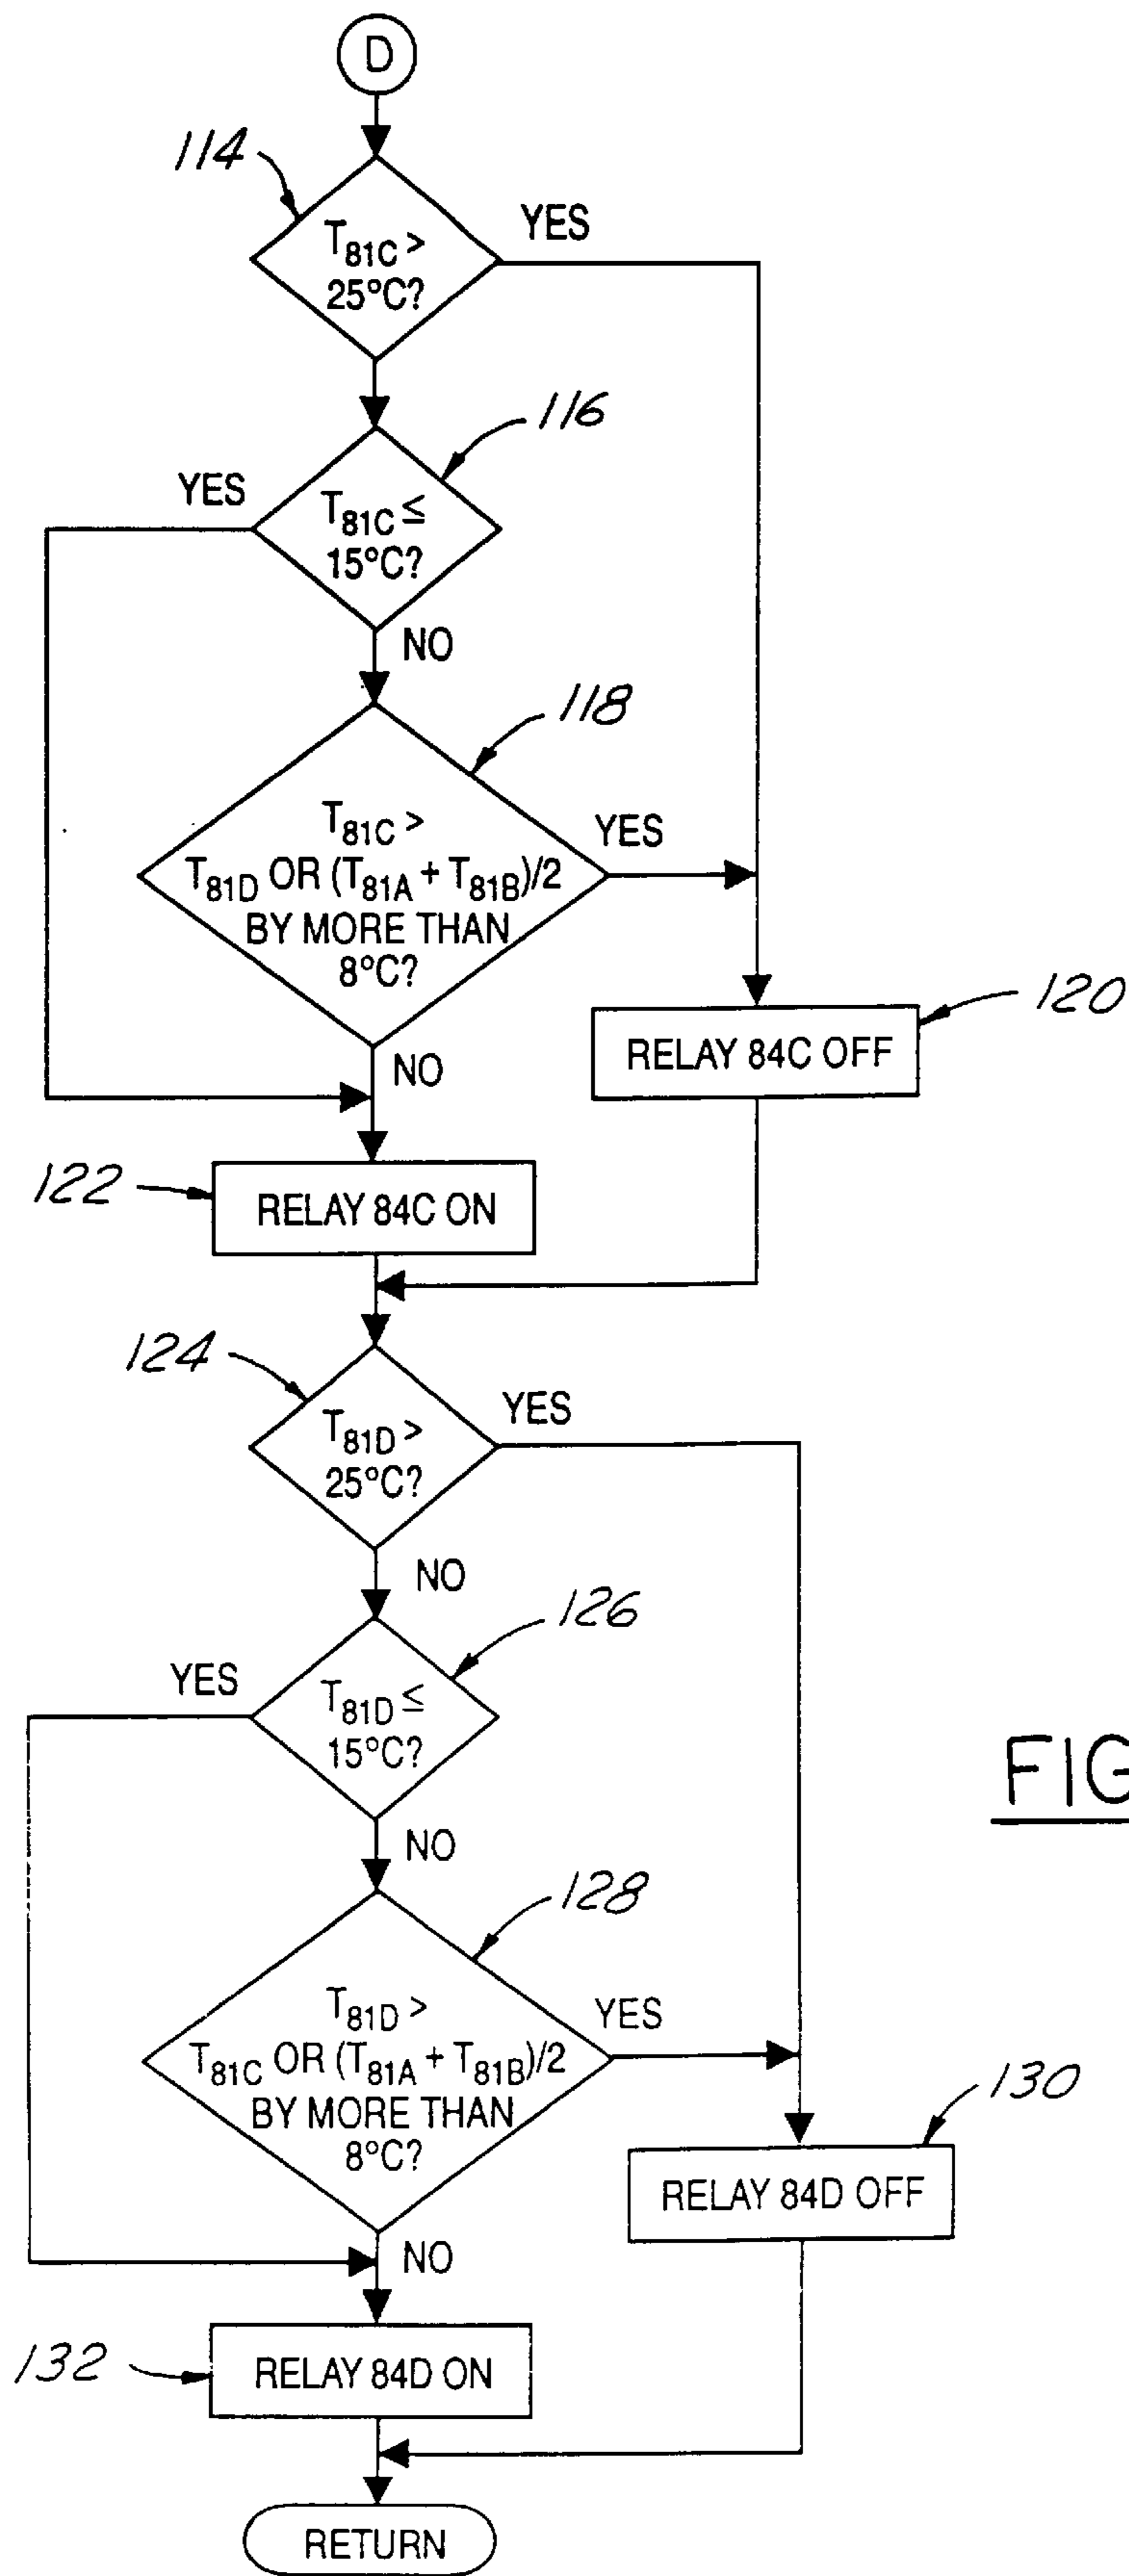 D
114
T81C >
25°C?
YES
116
YES
T81C ≤
15°C?
NO
118
T81C >
T81D OR (T81A + T81B)/2
BY MORE THAN
8°C?
YES
NO
120
RELAY 84C OFF
122
RELAY 84C ON
124
T81D >
25°C?
YES
NO
126
YES
T81D ≤
15°C?
NO
128
T81D >
T81C OR (T81A + T81B)/2
BY MORE THAN
8°C?
YES
NO
130
RELAY 84D OFF
132
RELAY 84D ON
RETURN
FIG